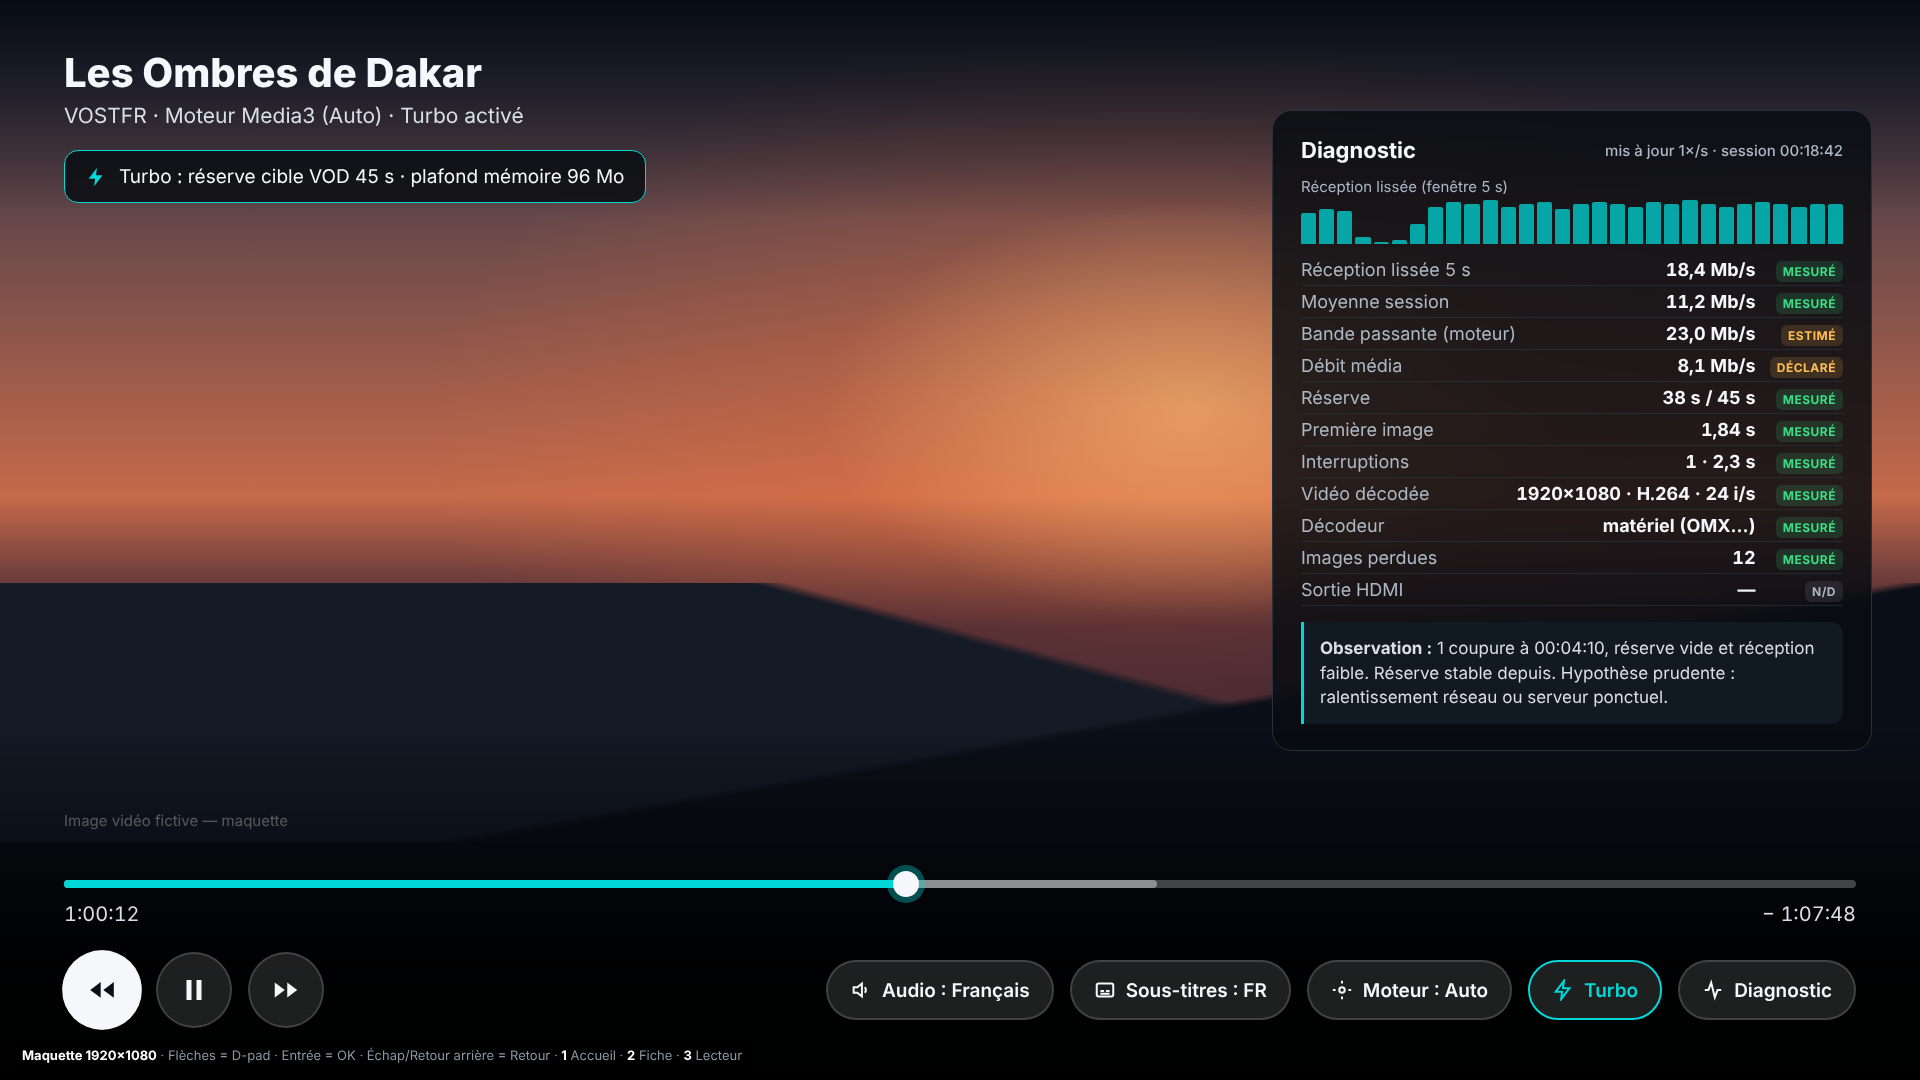 Les Ombres de Dakar
VOSTFR · Moteur Media3 (Auto) · Turbo activé
Turbo : réserve cible VOD 45 s · plafond mémoire 96 Mo
Diagnostic
mis à jour 1×/s · session 00:18:42
Réception lissée (fenêtre 5 s)
Réception lissée 5 s 18,4 Mb/s MESURÉ
Moyenne session 11,2 Mb/s MESURÉ
Bande passante (moteur) 23,0 Mb/s ESTIMÉ
Débit média 8,1 Mb/s DÉCLARÉ
Réserve 38 s / 45 s MESURÉ
Première image 1,84 s MESURÉ
Interruptions 1 · 2,3 s MESURÉ
Vidéo décodée 1920×1080 · H.264 · 24 i/s MESURÉ
Décodeur matériel (OMX…) MESURÉ
Images perdues 12 MESURÉ
Sortie HDMI — N/D
Observation : 1 coupure à 00:04:10, réserve vide et réception
faible. Réserve stable depuis. Hypothèse prudente :
ralentissement réseau ou serveur ponctuel.
Image vidéo fictive — maquette
1:00:12
− 1:07:48
Audio : Français
Sous-titres : FR
Moteur : Auto
Turbo
Diagnostic
Maquette 1920×1080 · Flèches = D-pad · Entrée = OK · Échap/Retour arrière = Retour · 1 Accueil · 2 Fiche · 3 Lecteur